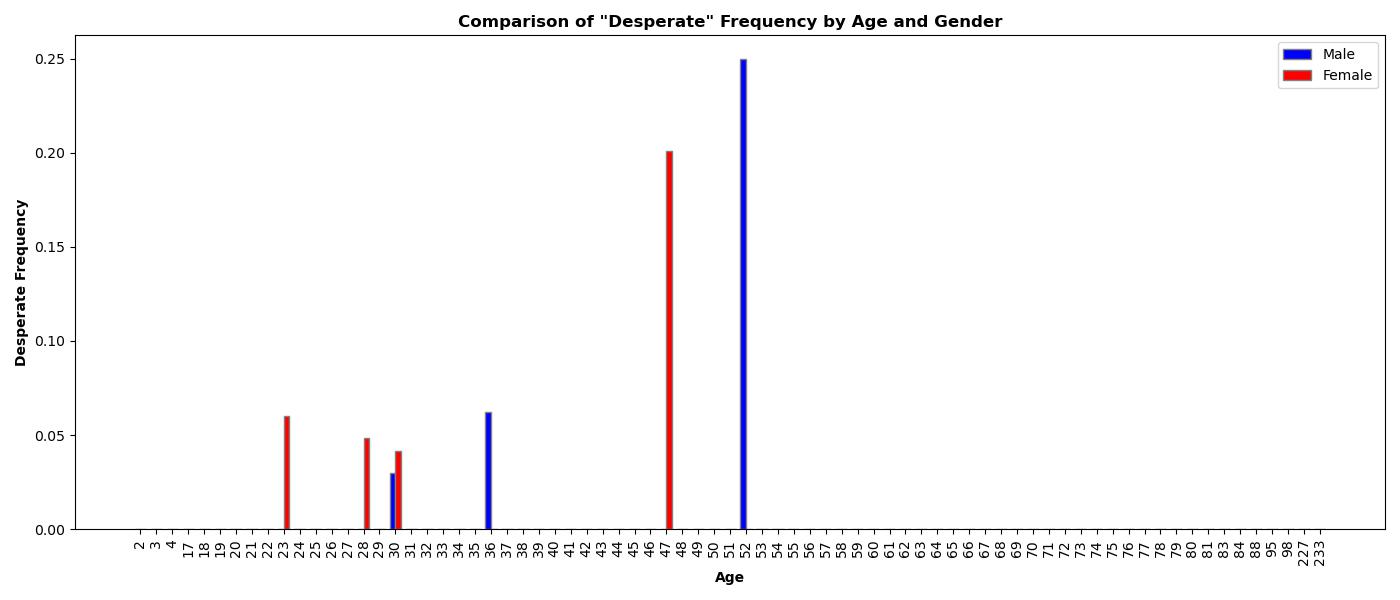 Comparison of "Desperate" Frequency by Age and Gender
Male
Female
0.25
0.20
0.15
0.10
0.05
0.00
Desperate Frequency
2 3 4 17 18 19 20 21 22 23 24 25 26 27 28 29 30 31 32 33 34 35 36 37 38 39 40 41 42 43 44 45 46 47 48 49 50 51 52 53 54 55 56 57 58 59 60 61 62 63 64 65 66 67 68 69 70 71 72 73 74 75 76 77 78 79 80 81 83 84 88 95 98 227 233
Age